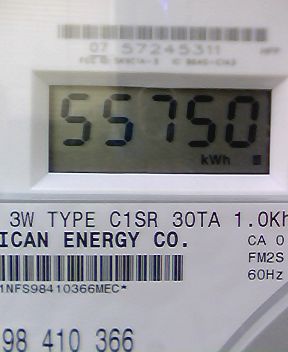 07 57245311
55750
kWh
3W TYPE C1SR 30TA 1.0Kh
ICAN ENERGY CO.
CA 0
FM2S
60Hz
1NFS98410366MEC*
98 410 366